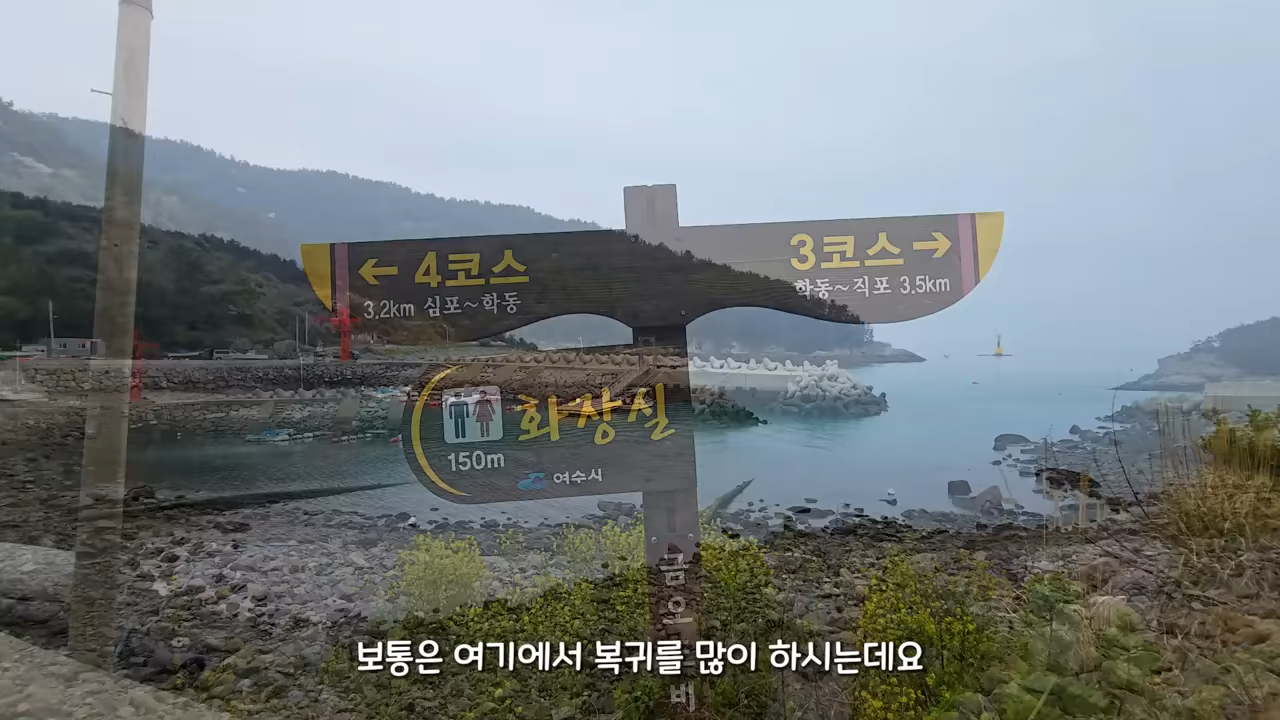 ← 4코스
3.2km 심포~학동
3코스 →
학동~직포 3.5km
화장실
150m
여수시
금오
보통은 여기에서 복귀를 많이 하시는데요